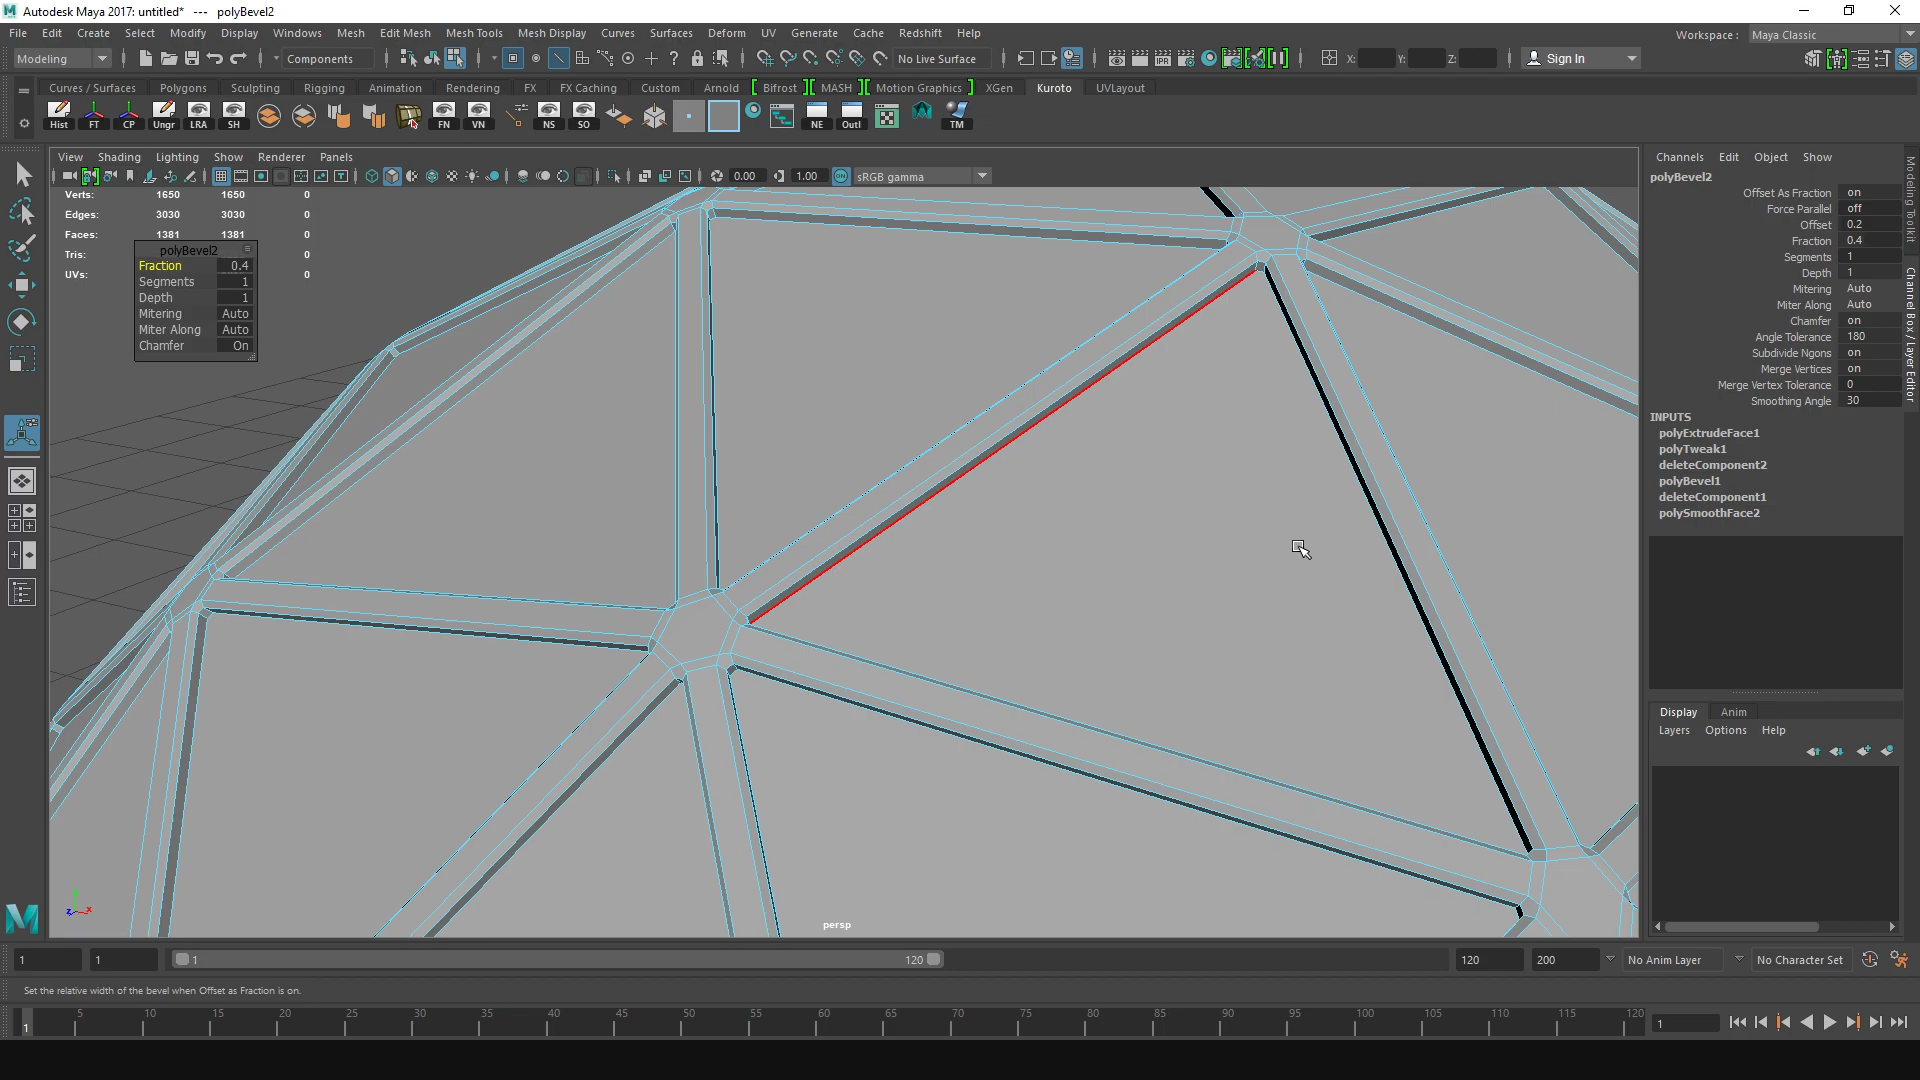 Autodesk Maya 2017: untitled* --- polyBevel2
File Edit Create Select Modify Display Windows Mesh Edit Mesh Mesh Tools Mesh Display Curves Surfaces Deform UV Generate Cache Redshift Help
Workspace : Maya Classic
Modeling Components No Live Surface X: Y: Z: Sign In
Curves / Surfaces Polygons Sculpting Rigging Animation Rendering FX FX Caching Custom Arnold Bifrost MASH Motion Graphics XGen Kuroto UVLayout
Hist FT CP Ungr LRA SH FN VN NS SO NE Outl TM
View Shading Lighting Show Renderer Panels
0.00 1.00 ON sRGB gamma
Verts: 1650 1650 0
Edges: 3030 3030 0
Faces: 1381 1381 0
Tris: 0
UVs: 0
polyBevel2
Fraction 0.4
Segments 1
Depth 1
Mitering Auto
Miter Along Auto
Chamfer On
persp
Channels Edit Object Show
polyBevel2
Offset As Fraction on
Force Parallel off
Offset 0.2
Fraction 0.4
Segments 1
Depth 1
Mitering Auto
Miter Along Auto
Chamfer on
Angle Tolerance 180
Subdivide Ngons on
Merge Vertices on
Merge Vertex Tolerance 0
Smoothing Angle 30
INPUTS
polyExtrudeFace1
polyTweak1
deleteComponent2
polyBevel1
deleteComponent1
polySmoothFace2
Modeling Toolkit
Channel Box / Layer Editor
Display Anim
Layers Options Help
1 1 1 120 120 200 No Anim Layer No Character Set
Set the relative width of the bevel when Offset as Fraction is on.
1 5 10 15 20 25 30 35 40 45 50 55 60 65 70 75 80 85 90 95 100 105 110 115 120 1